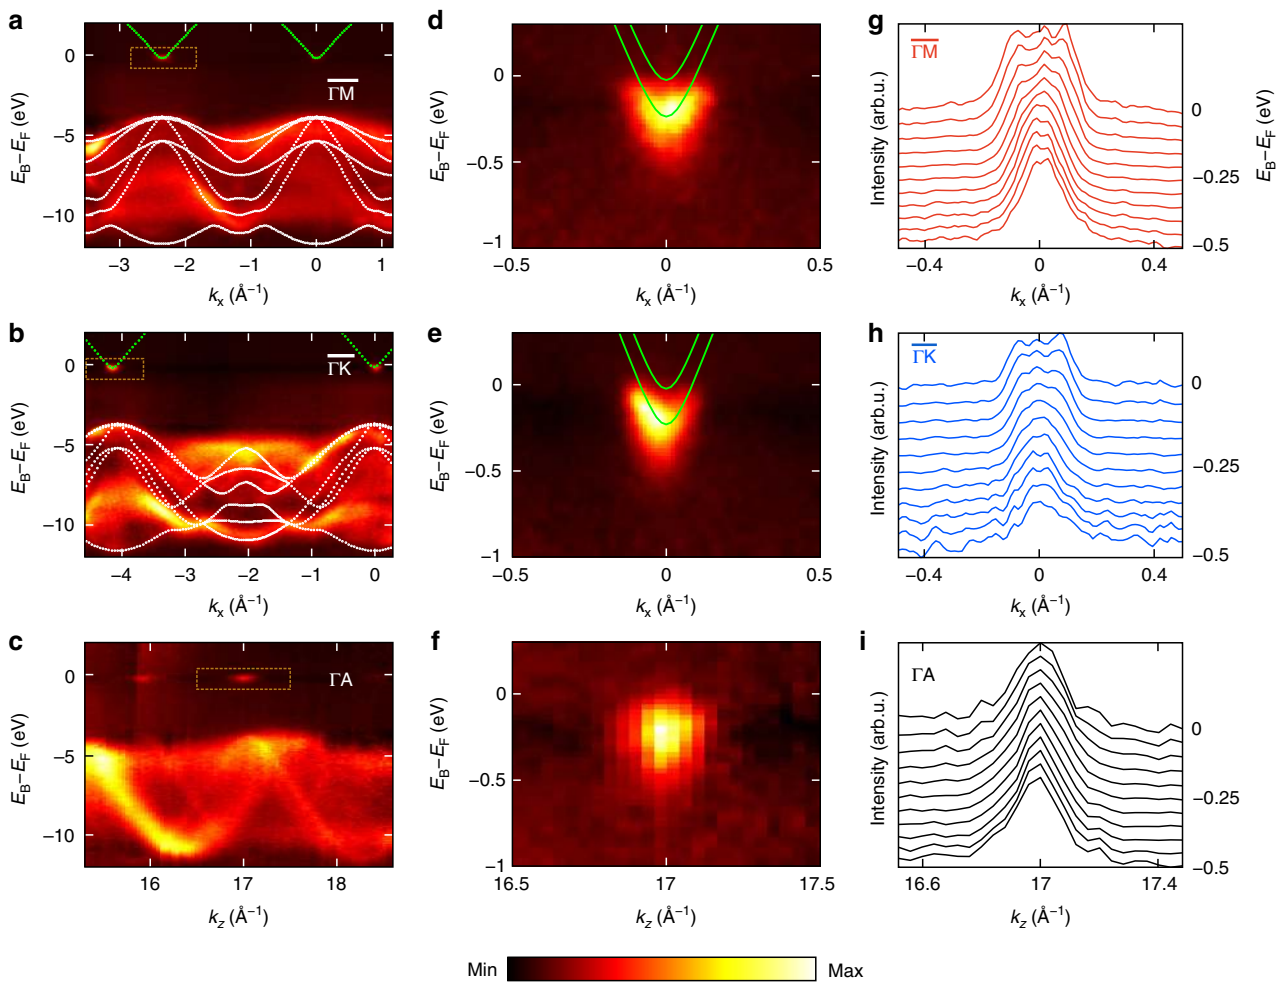 a
0
−5
−10
E_B−E_F (eV)
ΓM
−3
−2
−1
0
1
k_x (Å⁻¹)
d
0
−0.5
−1
E_B−E_F (eV)
−0.5
0
0.5
k_x (Å⁻¹)
g
ΓM
Intensity (arb.u.)
0
−0.25
−0.5
E_B−E_F (eV)
−0.4
0
0.4
k_x (Å⁻¹)
b
0
−5
−10
E_B−E_F (eV)
ΓK
−4
−3
−2
−1
0
k_x (Å⁻¹)
e
0
−0.5
−1
E_B−E_F (eV)
−0.5
0
0.5
k_x (Å⁻¹)
h
ΓK
Intensity (arb.u.)
0
−0.25
−0.5
−0.4
0
0.4
k_x (Å⁻¹)
c
0
−5
−10
E_B−E_F (eV)
ΓA
16
17
18
k_z (Å⁻¹)
f
0
−0.5
−1
E_B−E_F (eV)
16.5
17
17.5
k_z (Å⁻¹)
i
ΓA
Intensity (arb.u.)
0
−0.25
−0.5
16.6
17
17.4
k_z (Å⁻¹)
Min
Max